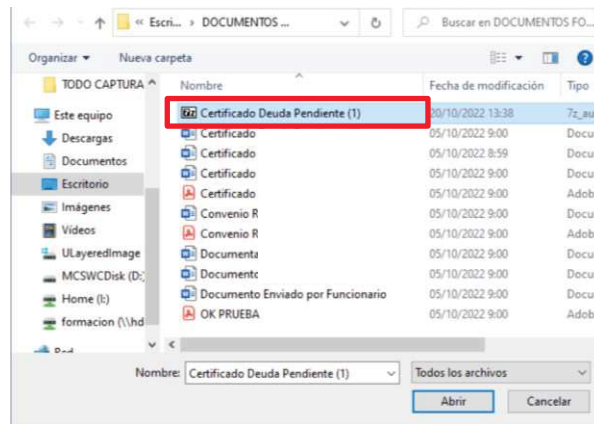 « Escri... > DOCUMENTOS ... Buscar en DOCUMENTOS FO...
Organizar Nueva carpeta
TODO CAPTURA
Este equipo
Descargas
Documentos
Escritorio
Imágenes
Vídeos
ULayeredImage
MCSWCDisk (D:)
Home (I:)
formacion (\\hd
Red
Nombre Fecha de modificación Tipo
Certificado Deuda Pendiente (1) 20/10/2022 13:38 7z_au
Certificado 05/10/2022 9:00 Docu
Certificado 05/10/2022 8:59 Docu
Certificado 05/10/2022 9:00 Docu
Certificado 05/10/2022 9:00 Adob
Convenio R 05/10/2022 9:00 Docu
Convenio R 05/10/2022 9:00 Adob
Documenta 05/10/2022 9:00 Docu
Documento 05/10/2022 9:00 Docu
Documento Enviado por Funcionario 05/10/2022 9:00 Docu
OK PRUEBA 05/10/2022 9:00 Adob
Nombre: Certificado Deuda Pendiente (1) Todos los archivos
Abrir Cancelar